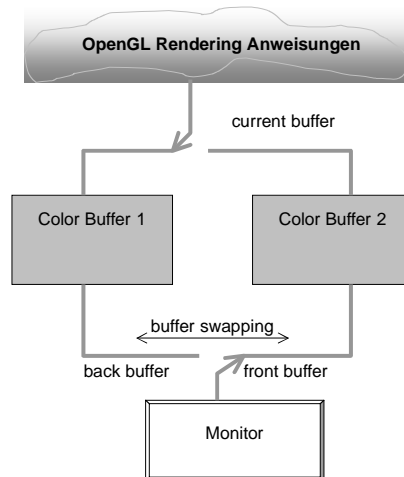 OpenGL Rendering Anweisungen
current buffer
Color Buffer 1
Color Buffer 2
buffer swapping
back buffer
front buffer
Monitor